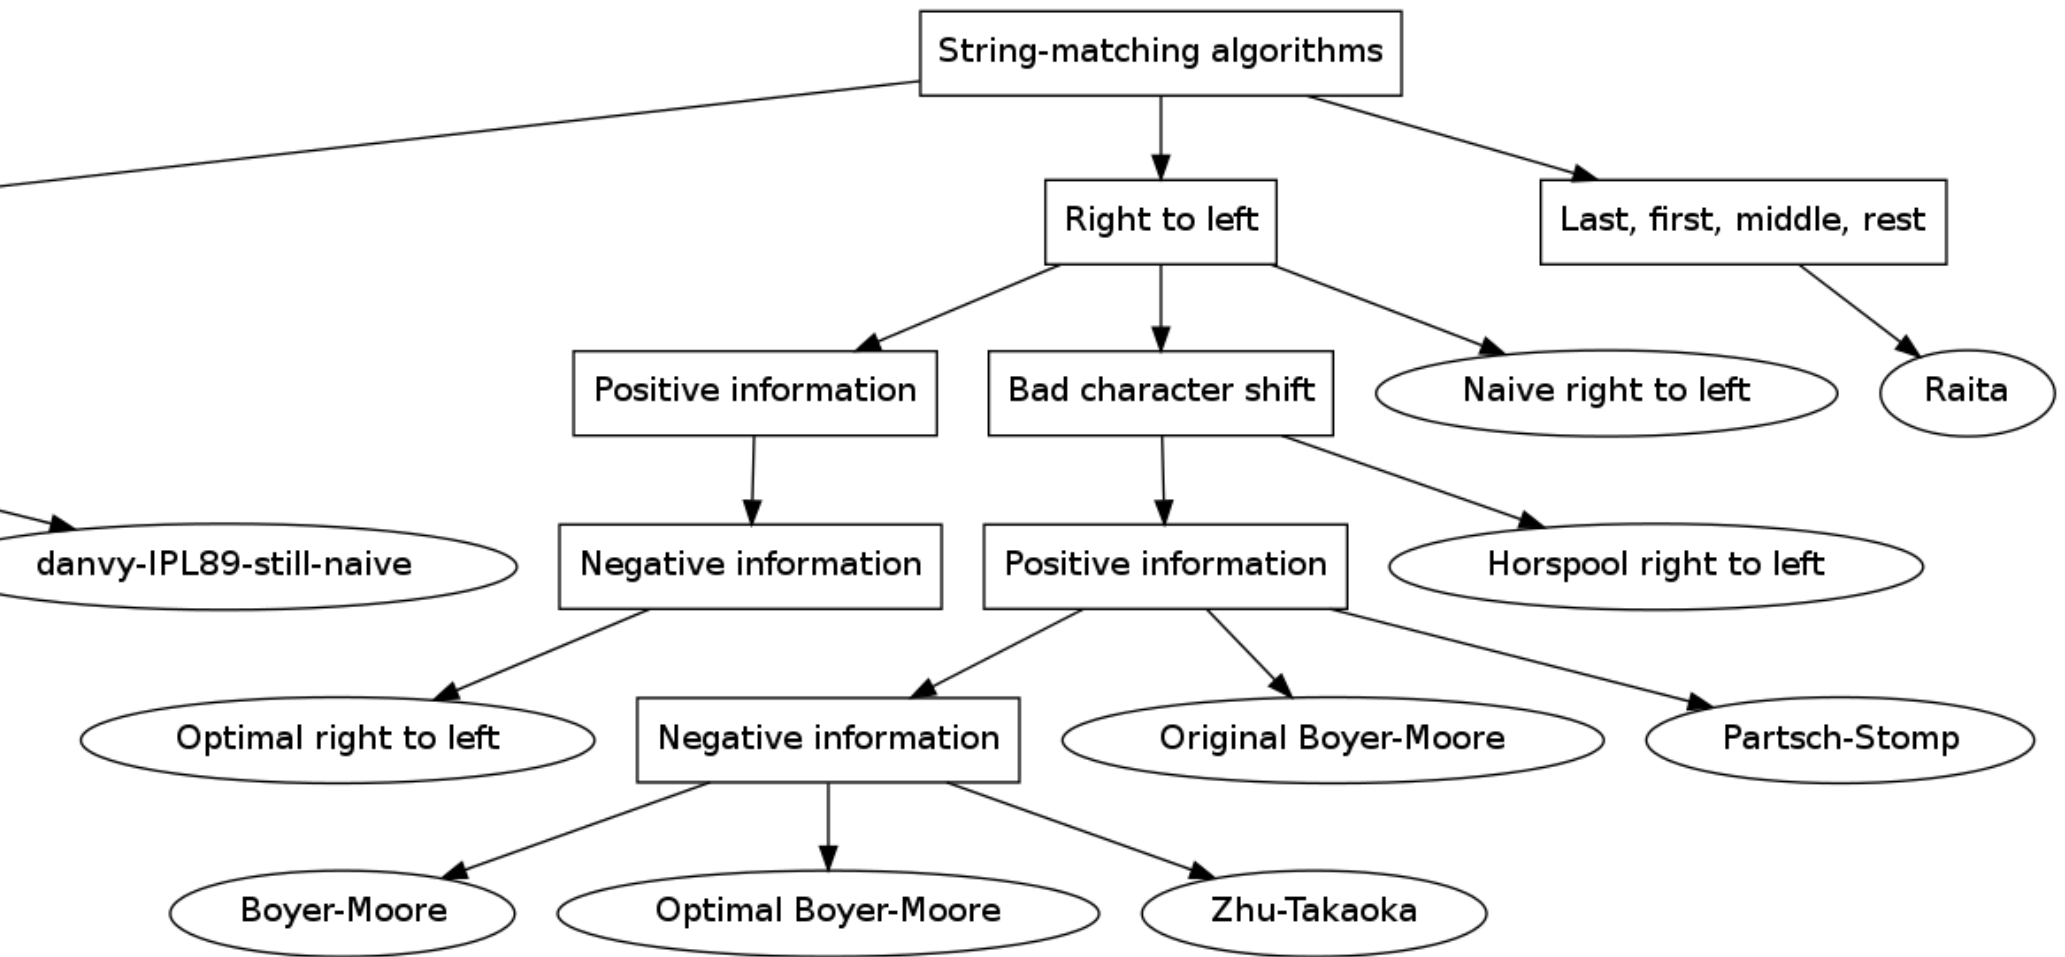 String-matching algorithms
Right to left
Last, first, middle, rest
Positive information
Bad character shift
Naive right to left
Raita
danvy-IPL89-still-naive
Negative information
Positive information
Horspool right to left
Optimal right to left
Negative information
Original Boyer-Moore
Partsch-Stomp
Boyer-Moore
Optimal Boyer-Moore
Zhu-Takaoka